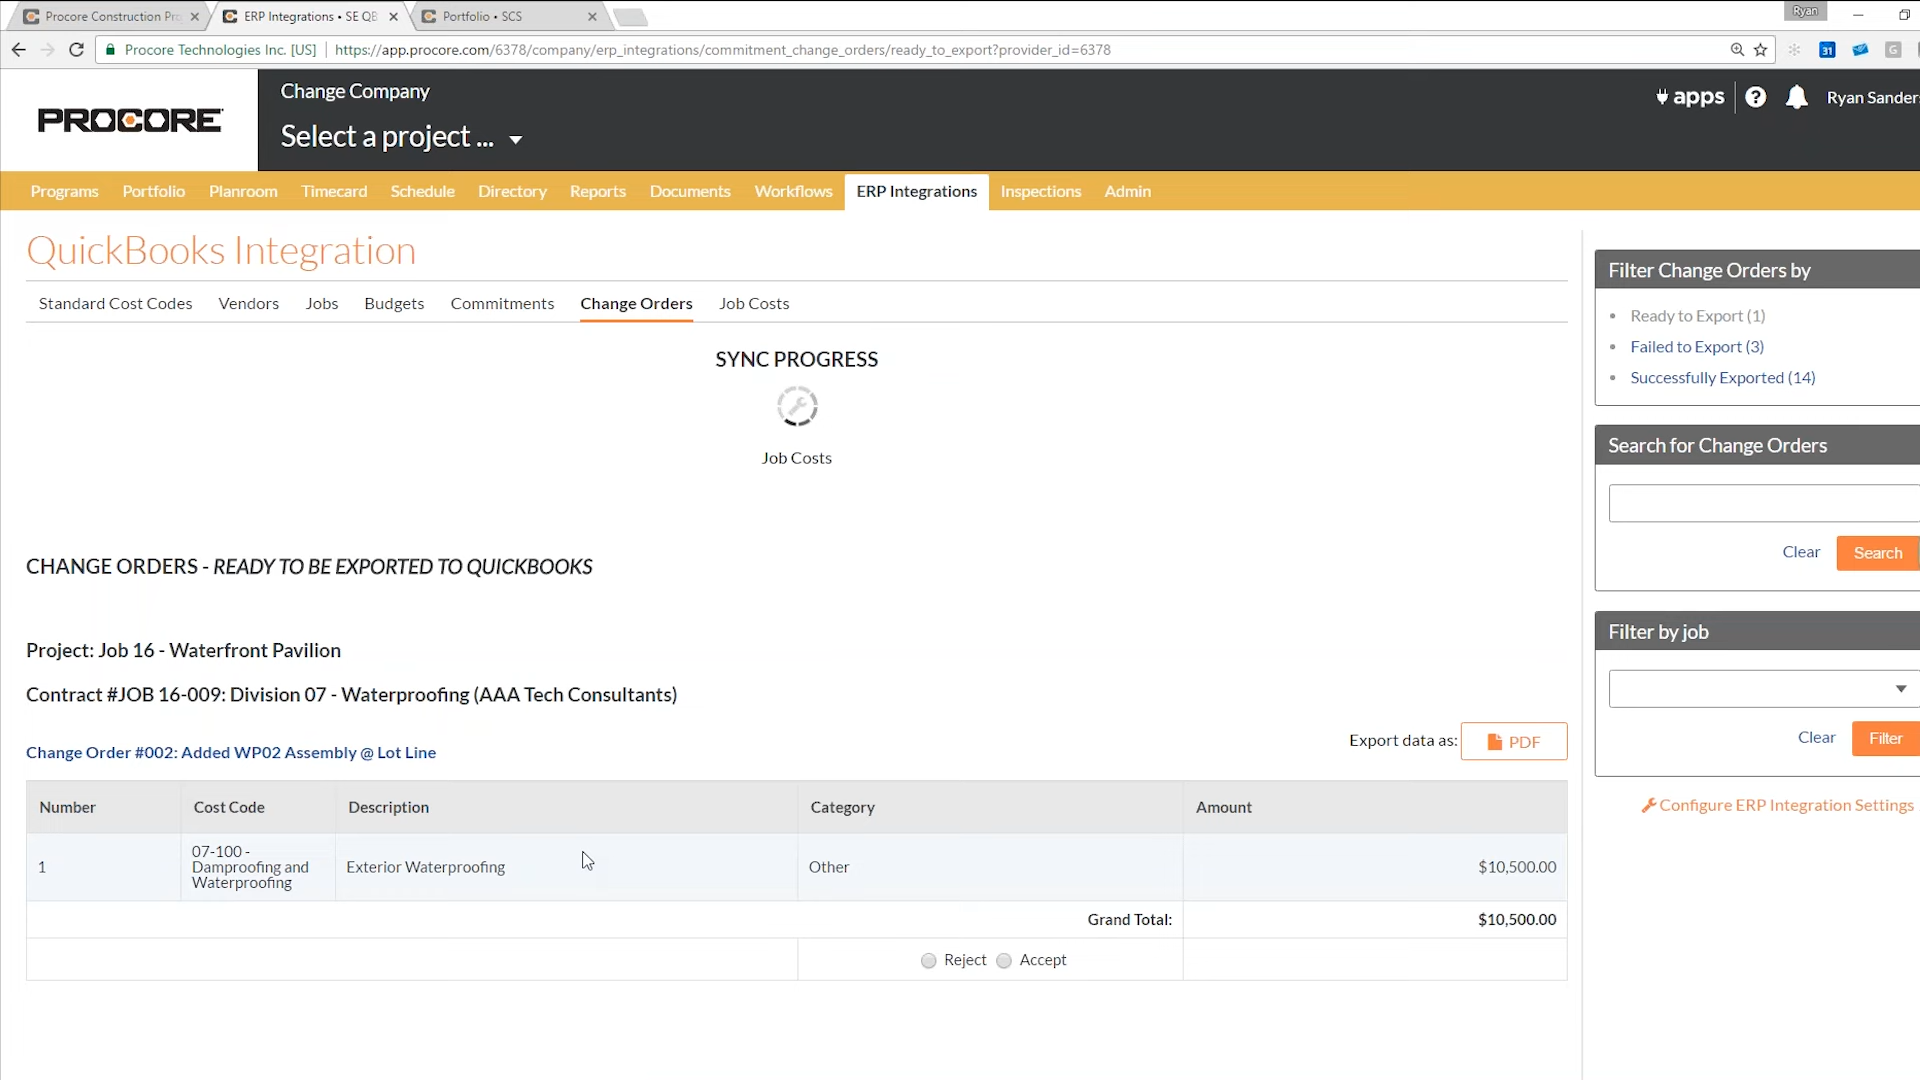 Procore Construction Pro
ERP Integrations • SE QB
Portfolio • SCS
Ryan
Procore Technologies Inc. [US]
https://app.procore.com/6378/company/erp_integrations/commitment_change_orders/ready_to_export?provider_id=6378
31
G
PROCORE
Change Company
Select a project ...
apps
?
Ryan Sander
Programs
Portfolio
Planroom
Timecard
Schedule
Directory
Reports
Documents
Workflows
ERP Integrations
Inspections
Admin
QuickBooks Integration
Standard Cost Codes
Vendors
Jobs
Budgets
Commitments
Change Orders
Job Costs
SYNC PROGRESS
Job Costs
CHANGE ORDERS - READY TO BE EXPORTED TO QUICKBOOKS
Project: Job 16 - Waterfront Pavilion
Contract #JOB 16-009: Division 07 - Waterproofing (AAA Tech Consultants)
Change Order #002: Added WP02 Assembly @ Lot Line
Export data as:
PDF
Number
Cost Code
Description
Category
Amount
1
07-100 -
Damproofing and
Waterproofing
Exterior Waterproofing
Other
$10,500.00
Grand Total:
$10,500.00
Reject
Accept
Filter Change Orders by
Ready to Export (1)
Failed to Export (3)
Successfully Exported (14)
Search for Change Orders
Clear
Search
Filter by job
Clear
Filter
Configure ERP Integration Settings